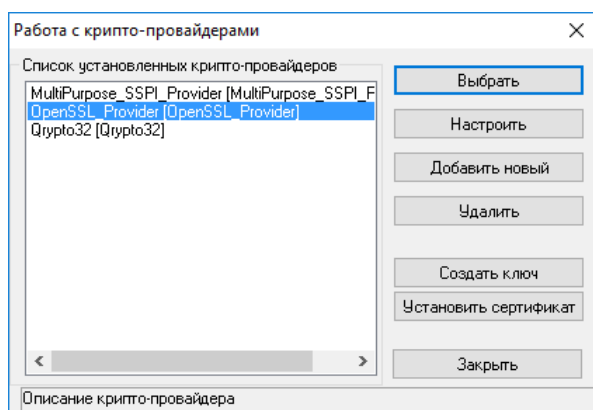 Работа с крипто-провайдерами
Список установленных крипто-провайдеров
MultiPurpose_SSPI_Provider [MultiPurpose_SSPI_F
OpenSSL_Provider [OpenSSL_Provider]
Qrypto32 [Qrypto32]
Выбрать
Настроить
Добавить новый
Удалить
Создать ключ
Установить сертификат
Закрыть
Описание крипто-провайдера